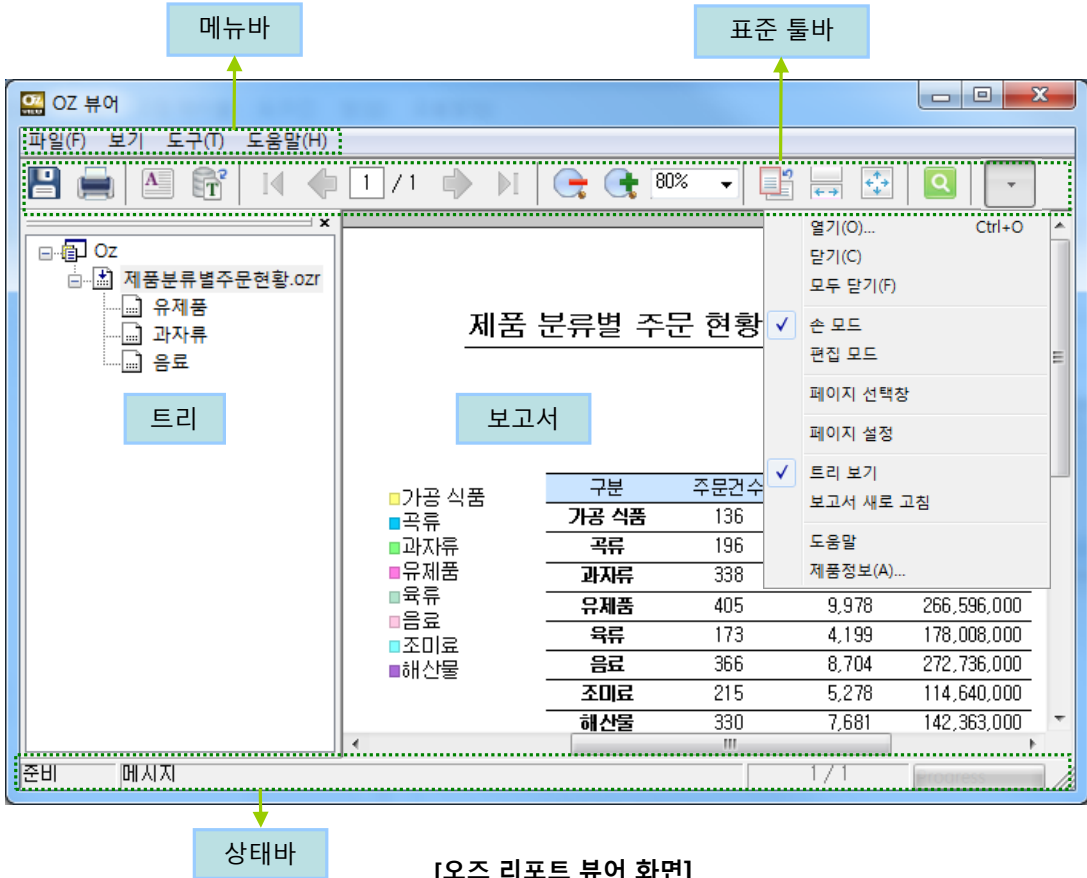 메뉴바
표준 툴바
OZ 뷰어
파일(F) 보기 도구(T) 도움말(H)
1 / 1 80%
열기(O)... Ctrl+O
닫기(C)
모두 닫기(F)
손 모드
편집 모드
페이지 선택창
페이지 설정
트리 보기
보고서 새로 고침
도움말
제품정보(A)...
Oz
제품분류별주문현황.ozr
유제품
과자류
음료
트리
제품 분류별 주문 현황
보고서
가공 식품
곡류
과자류
유제품
육류
음료
조미료
해산물
구분 주문건수
가공 식품 136
곡류 196
과자류 338
유제품 405 9,978 266,596,000
육류 173 4,199 178,008,000
음료 366 8,704 272,736,000
조미료 215 5,278 114,640,000
해산물 330 7,681 142,363,000
준비 메시지 1 / 1 Progress
상태바
[오즈 리포트 뷰어 화면]